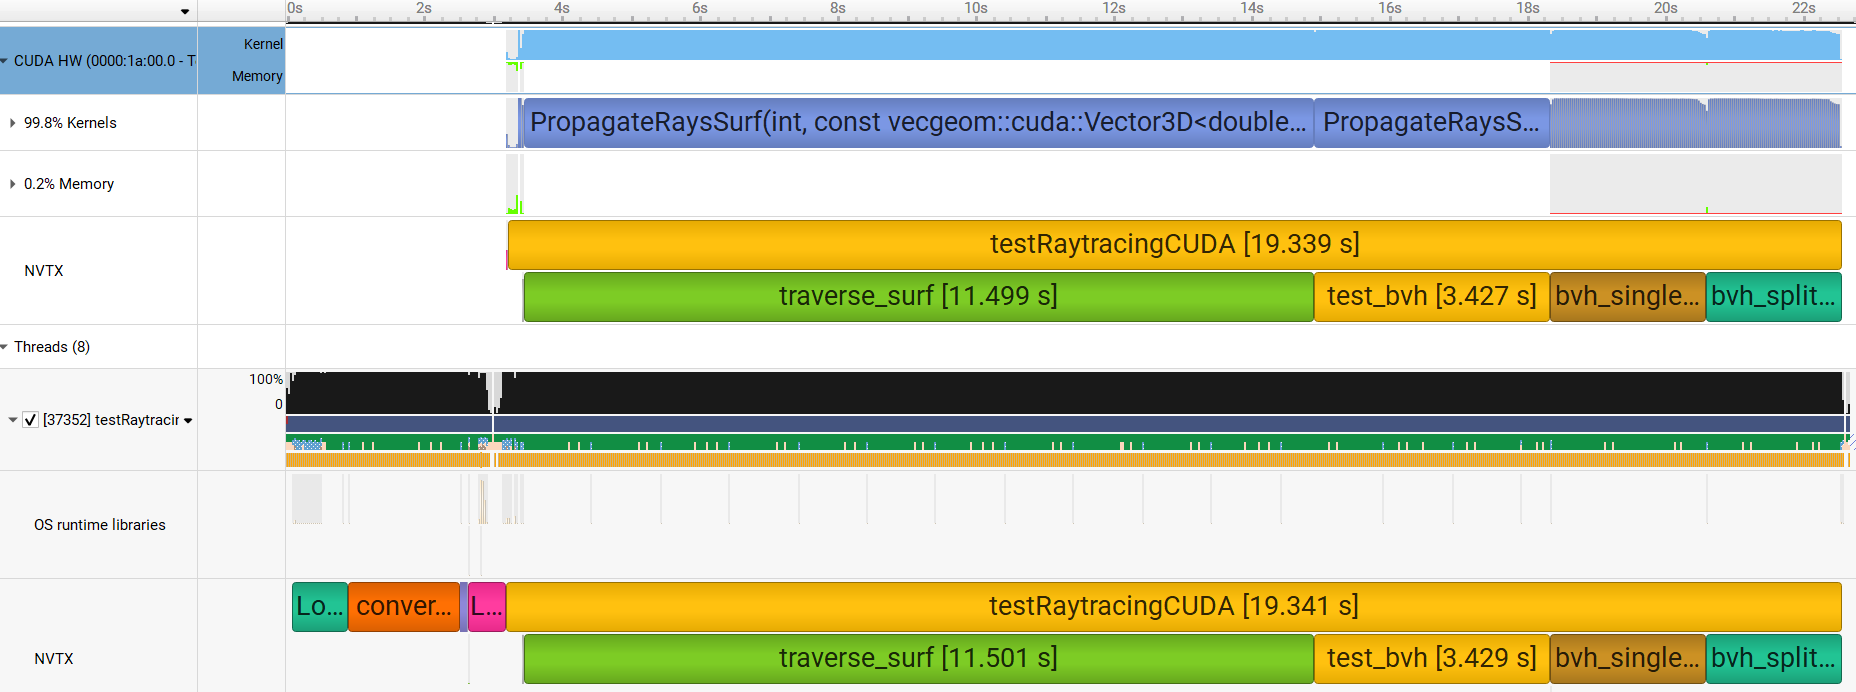 0s 2s 4s 6s 8s 10s 12s 14s 16s 18s 20s 22s
Kernel
CUDA HW (0000:1a:00.0 - T
Memory
99.8% Kernels
PropagateRaysSurf(int, const vecgeom::cuda::Vector3D<double... PropagateRaysS...
0.2% Memory
testRaytracingCUDA [19.339 s]
NVTX
traverse_surf [11.499 s] test_bvh [3.427 s] bvh_single... bvh_split...
Threads (8)
100%
0
[37352] testRaytracin
OS runtime libraries
Lo... conver... L... testRaytracingCUDA [19.341 s]
NVTX
traverse_surf [11.501 s] test_bvh [3.429 s] bvh_single... bvh_split...